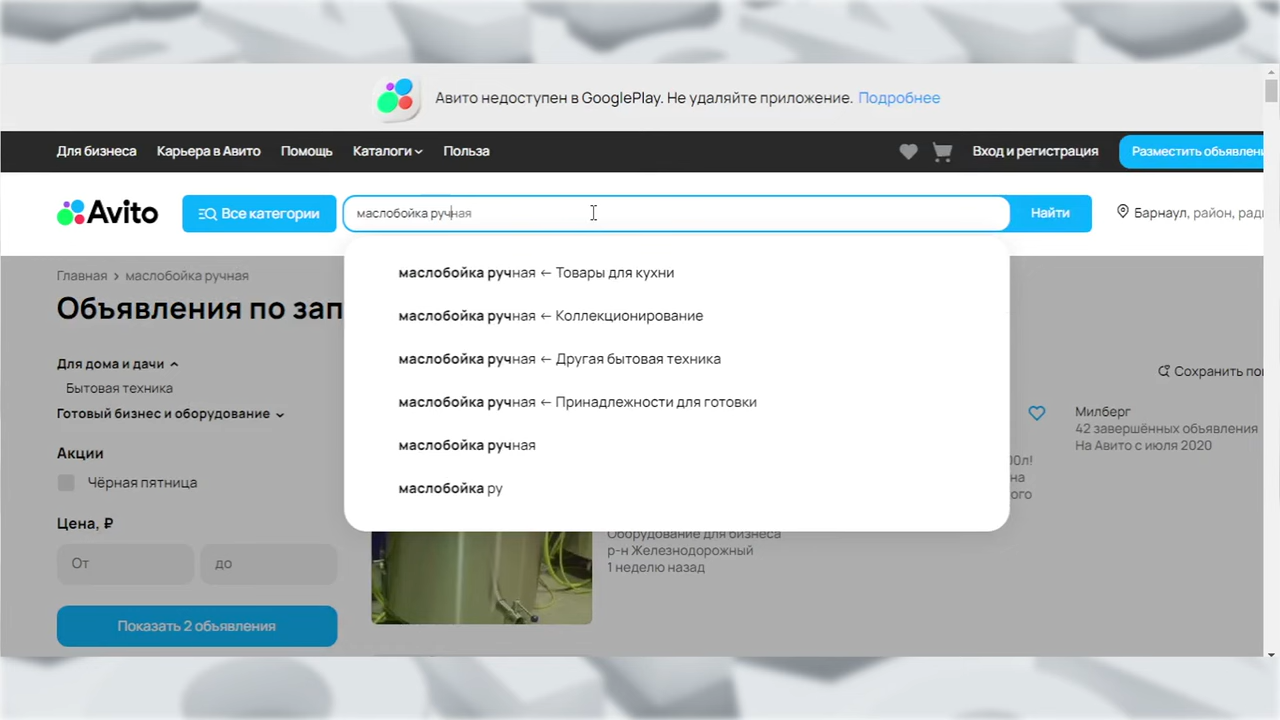 Авито недоступен в GooglePlay. Не удаляйте приложение. Подробнее
Для бизнеса Карьера в Авито Помощь Каталоги Польза Вход и регистрация Разместить объявлени
Avito Все категории маслобойка ручная Найти Барнаул, район, ради
маслобойка ручная ← Товары для кухни
маслобойка ручная ← Коллекционирование
маслобойка ручная ← Другая бытовая техника
маслобойка ручная ← Принадлежности для готовки
маслобойка ручная
маслобойка ру
Главная > маслобойка ручная
Объявления по зап
Для дома и дачи
Бытовая техника
Готовый бизнес и оборудование
Акции
Чёрная пятница
Цена, ₽
От до
Показать 2 объявления
Оборудование для бизнеса
р-н Железнодорожный
1 неделю назад
00л!
на
ого
Сохранить пои
Милберг
42 завершённых объявления
На Авито с июля 2020